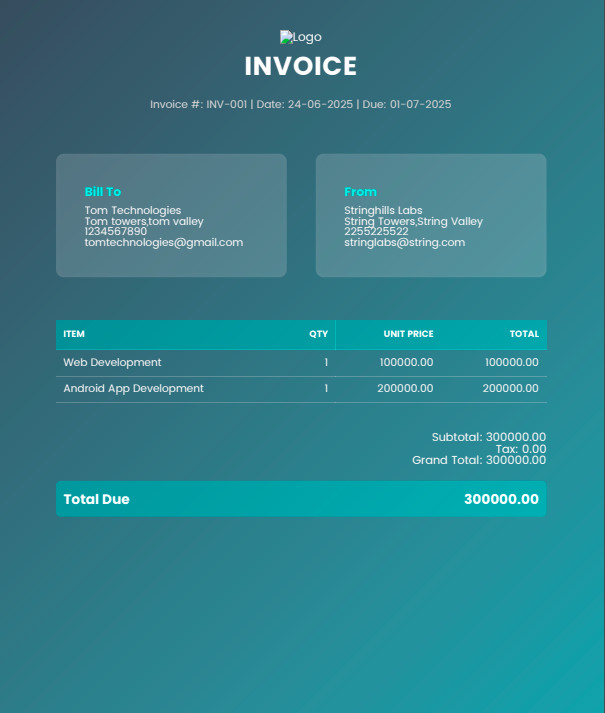 Logo
INVOICE
Invoice #: INV-001 | Date: 24-06-2025 | Due: 01-07-2025
Bill To
Tom Technologies
Tom towers,tom valley
1234567890
tomtechnologies@gmail.com
From
Stringhills Labs
String Towers,String Valley
2255225522
stringlabs@string.com
ITEM QTY UNIT PRICE TOTAL
Web Development 1 100000.00 100000.00
Android App Development 1 200000.00 200000.00
Subtotal: 300000.00
Tax: 0.00
Grand Total: 300000.00
Total Due 300000.00